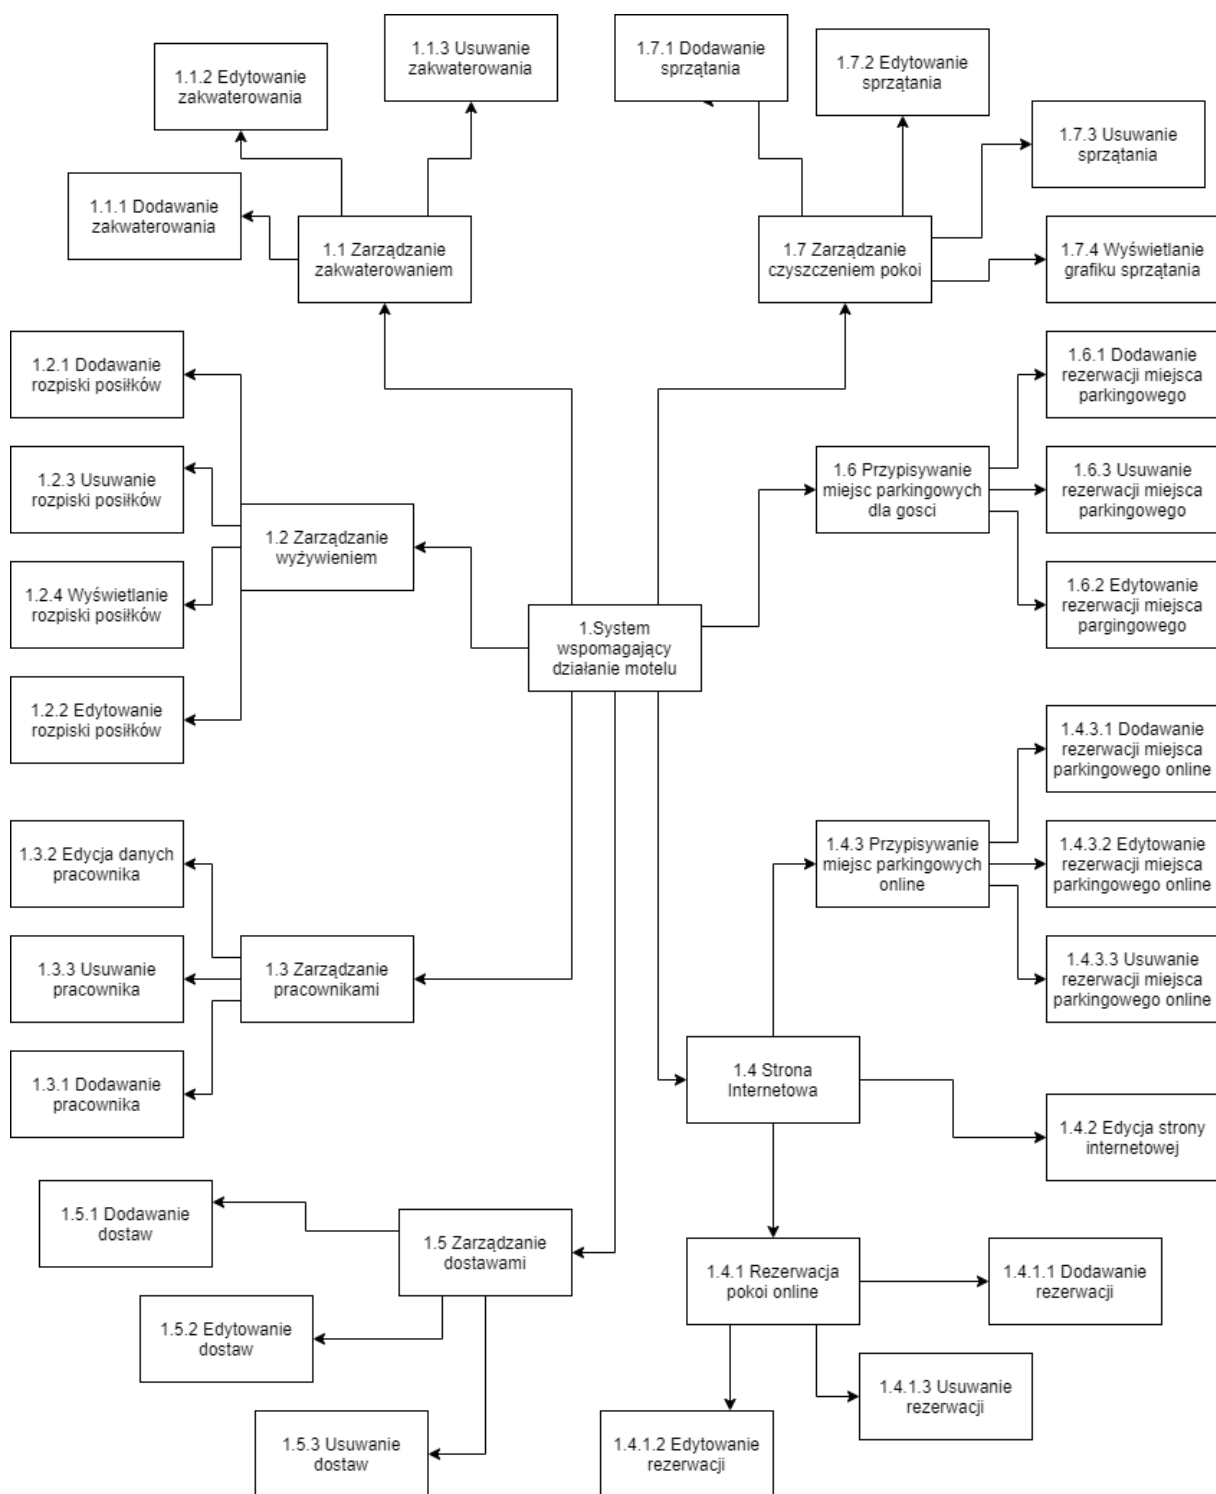 1.1.3 Usuwanie
zakwaterowania
1.7.1 Dodawanie
sprzątania
1.1.2 Edytowanie
zakwaterowania
1.7.2 Edytowanie
sprzątania
1.7.3 Usuwanie
sprzątania
1.1.1 Dodawanie
zakwaterowania
1.1 Zarządzanie
zakwaterowaniem
1.7 Zarządzanie
czyszczeniem pokoi
1.7.4 Wyświetlanie
grafiku sprzątania
1.2.1 Dodawanie
rozpiski posiłków
1.6.1 Dodawanie
rezerwacji miejsca
parkingowego
1.2.3 Usuwanie
rozpiski posiłków
1.6 Przypisywanie
miejsc parkingowych
dla gosci
1.6.3 Usuwanie
rezerwacji miejsca
parkingowego
1.2 Zarządzanie
wyżywieniem
1.2.4 Wyświetlanie
rozpiski posiłków
1.6.2 Edytowanie
rezerwacji miejsca
pargingowego
1.System
wspomagający
działanie motelu
1.2.2 Edytowanie
rozpiski posiłków
1.4.3.1 Dodawanie
rezerwacji miejsca
parkingowego online
1.3.2 Edycja danych
pracownika
1.4.3 Przypisywanie
miejsc parkingowych
online
1.4.3.2 Edytowanie
rezerwacji miejsca
parkingowego online
1.3.3 Usuwanie
pracownika
1.3 Zarządzanie
pracownikami
1.4.3.3 Usuwanie
rezerwacji miejsca
parkingowego online
1.3.1 Dodawanie
pracownika
1.4 Strona
Internetowa
1.4.2 Edycja strony
internetowej
1.5.1 Dodawanie
dostaw
1.5 Zarządzanie
dostawami
1.4.1 Rezerwacja
pokoi online
1.4.1.1 Dodawanie
rezerwacji
1.5.2 Edytowanie
dostaw
1.4.1.3 Usuwanie
rezerwacji
1.5.3 Usuwanie
dostaw
1.4.1.2 Edytowanie
rezerwacji